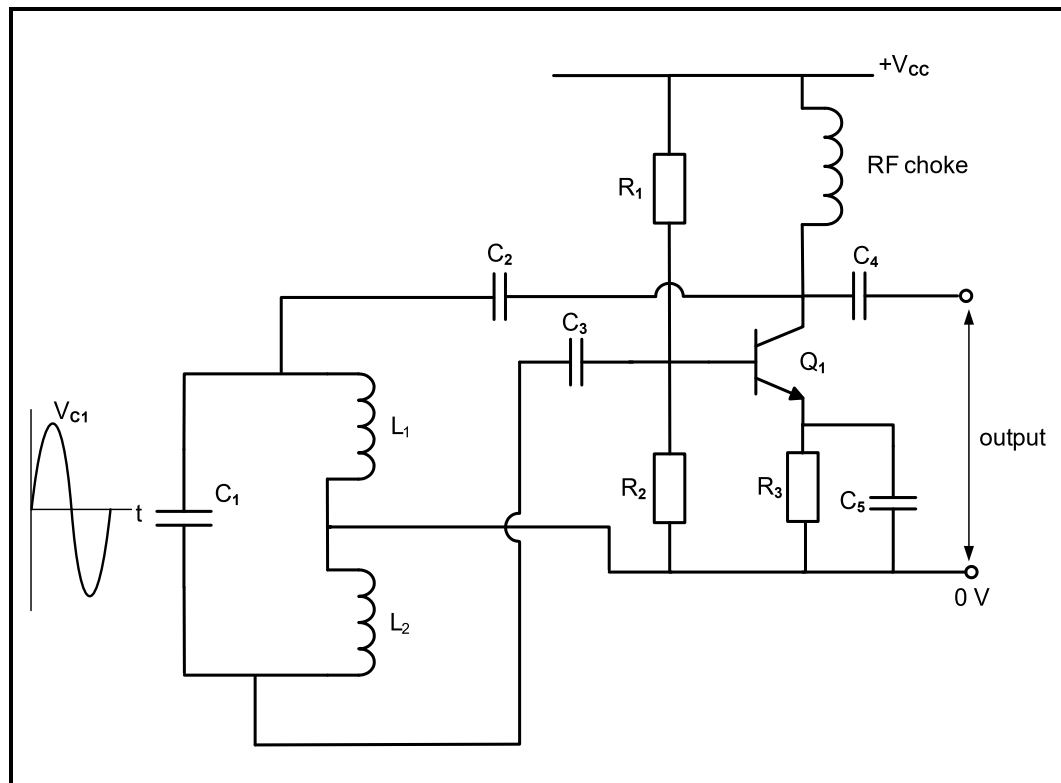 +VCC
RF choke
R1
C2
C4
C3
Q1
VC1
L1
output
C1
t
R2
R3
C5
0 V
L2